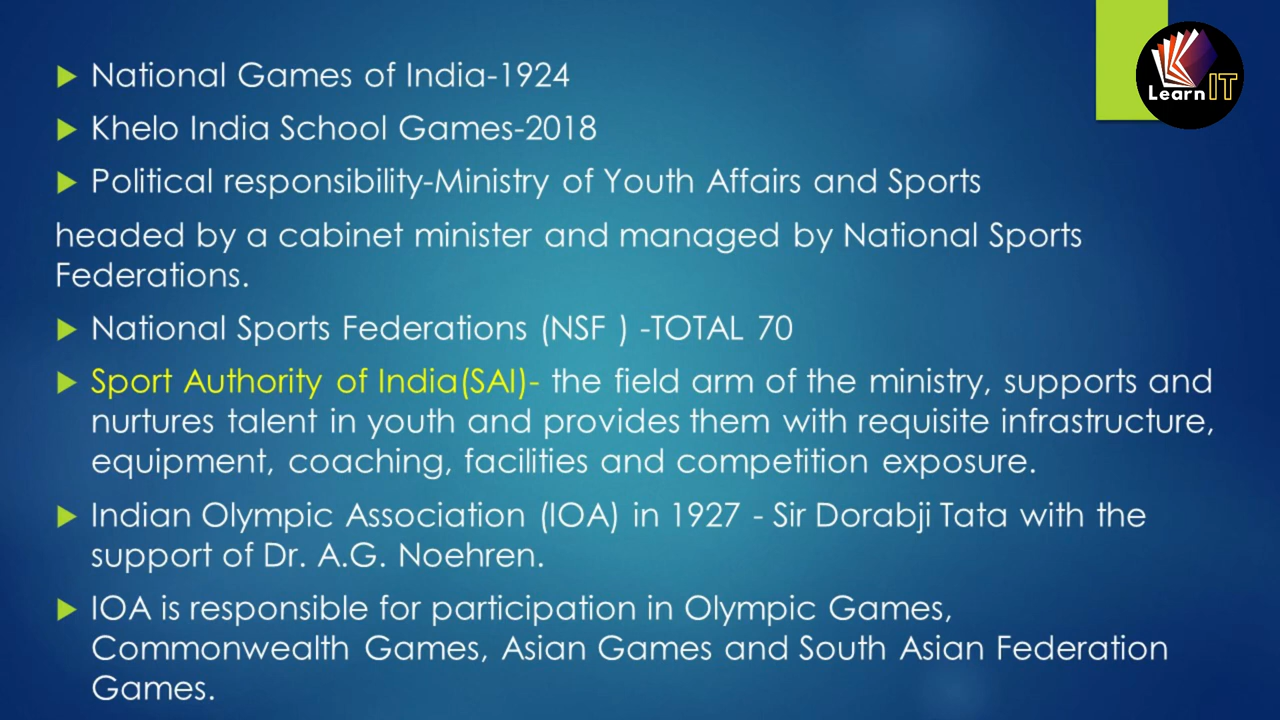 National Games of India-1924
Khelo India School Games-2018
Political responsibility-Ministry of Youth Affairs and Sports
headed by a cabinet minister and managed by National Sports
Federations.
National Sports Federations (NSF ) -TOTAL 70
Sport Authority of India(SAI)- the field arm of the ministry, supports and
nurtures talent in youth and provides them with requisite infrastructure,
equipment, coaching, facilities and competition exposure.
Indian Olympic Association (IOA) in 1927 - Sir Dorabji Tata with the
support of Dr. A.G. Noehren.
IOA is responsible for participation in Olympic Games,
Commonwealth Games, Asian Games and South Asian Federation
Games.
Learn IT